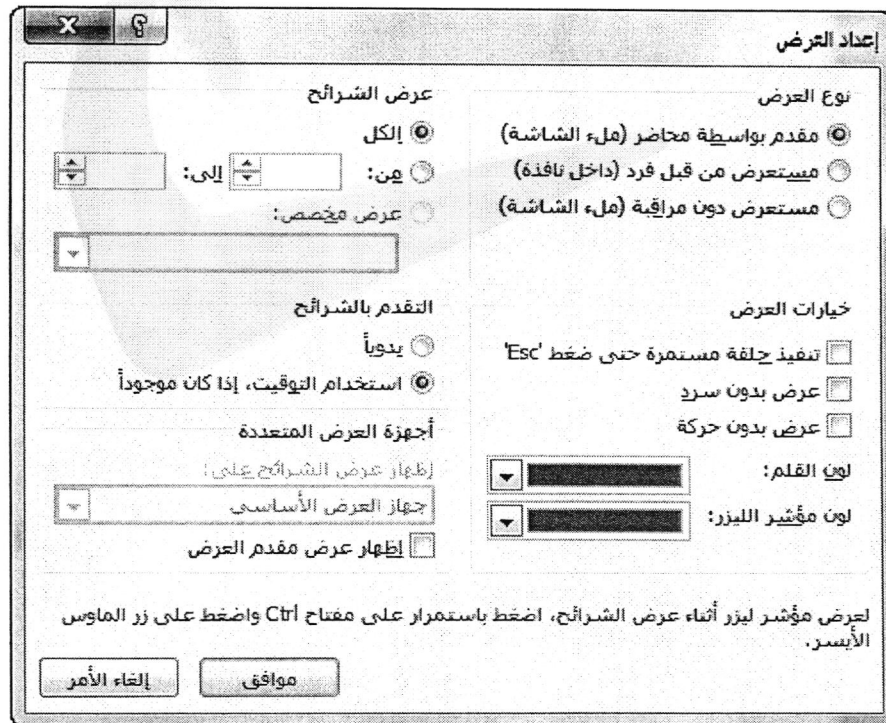 إعداد العرض
نوع العرض
مقدم بواسطة محاضر (ملء الشاشة)
مستعرض من قبل فرد (داخل نافذة)
مستعرض دون مراقبة (ملء الشاشة)
عرض الشرائح
الكل
من:
إلى:
عرض مخصص:
خيارات العرض
تنفيذ حلقة مستمرة حتى ضغط 'Esc'
عرض بدون سرد
عرض بدون حركة
لون القلم:
لون مؤشر الليزر:
التقدم بالشرائح
يدوياً
استخدام التوقيت، إذا كان موجوداً
أجهزة العرض المتعددة
إظهار عرض الشرائح على:
جهاز العرض الأساسي
إظهار عرض مقدم العرض
لعرض مؤشر ليزر أثناء عرض الشرائح، اضغط باستمرار على مفتاح Ctrl واضغط على زر الماوس
الأيسر.
موافق
إلغاء الأمر